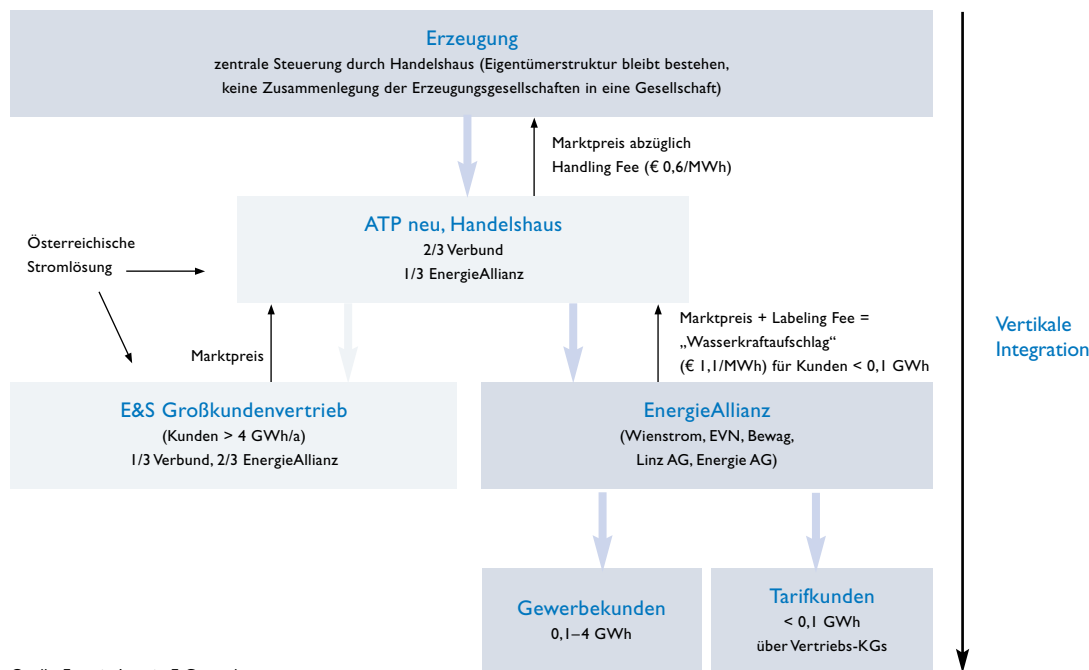 Erzeugung
zentrale Steuerung durch Handelshaus (Eigentümerstruktur bleibt bestehen,
keine Zusammenlegung der Erzeugungsgesellschaften in eine Gesellschaft)
Marktpreis abzüglich
Handling Fee (€ 0,6/MWh)
ATP neu, Handelshaus
2/3 Verbund
1/3 EnergieAllianz
Österreichische
Stromlösung
Marktpreis
Marktpreis + Labeling Fee =
„Wasserkraftaufschlag“
(€ 1,1/MWh) für Kunden < 0,1 GWh
Vertikale
Integration
E&S Großkundenvertrieb
(Kunden > 4 GWh/a)
1/3 Verbund, 2/3 EnergieAllianz
EnergieAllianz
(Wienstrom, EVN, Bewag,
Linz AG, Energie AG)
Gewerbekunden
0,1–4 GWh
Tarifkunden
< 0,1 GWh
über Vertriebs-KGs